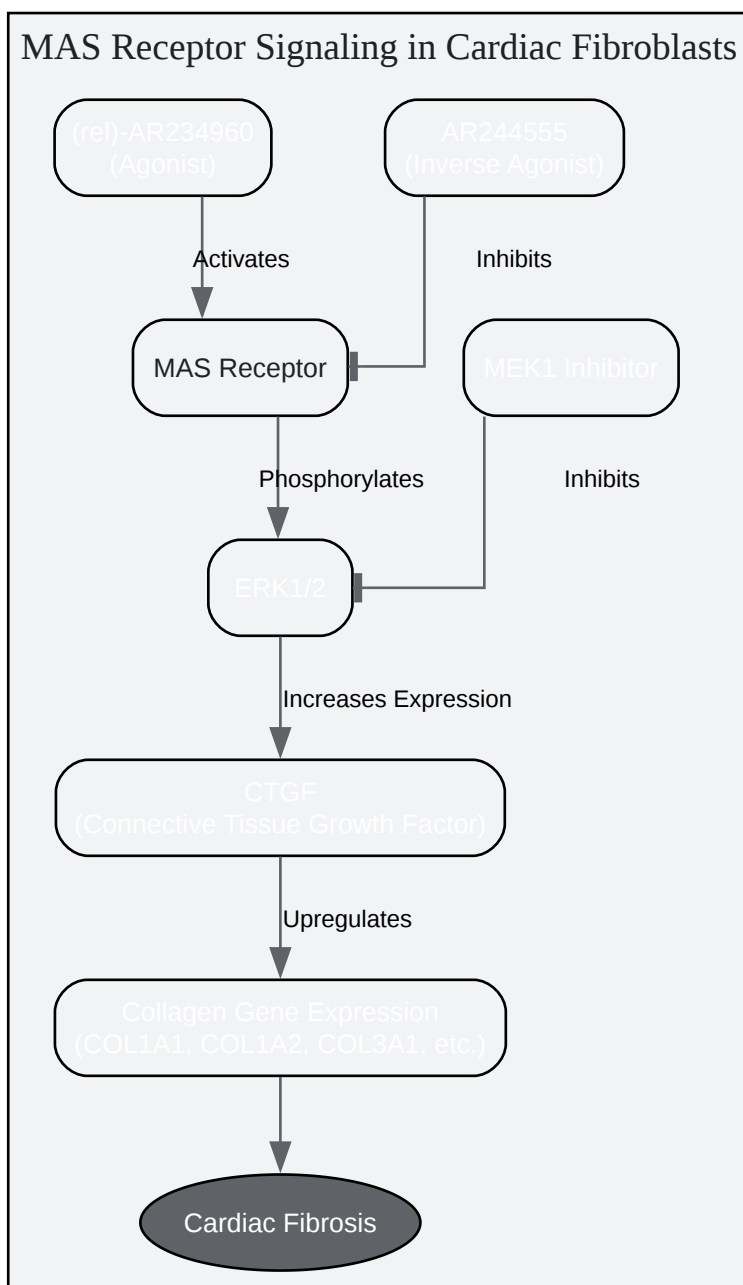 MAS Receptor Signaling in Cardiac Fibroblasts
(rel)-AR234960
(Agonist)
AR244555
(Inverse Agonist)
Activates
Inhibits
MAS Receptor
MEK1 Inhibitor
Phosphorylates
Inhibits
ERK1/2
Increases Expression
CTGF
(Connective Tissue Growth Factor)
Upregulates
Collagen Gene Expression
(COL1A1, COL1A2, COL3A1, etc.)
Cardiac Fibrosis